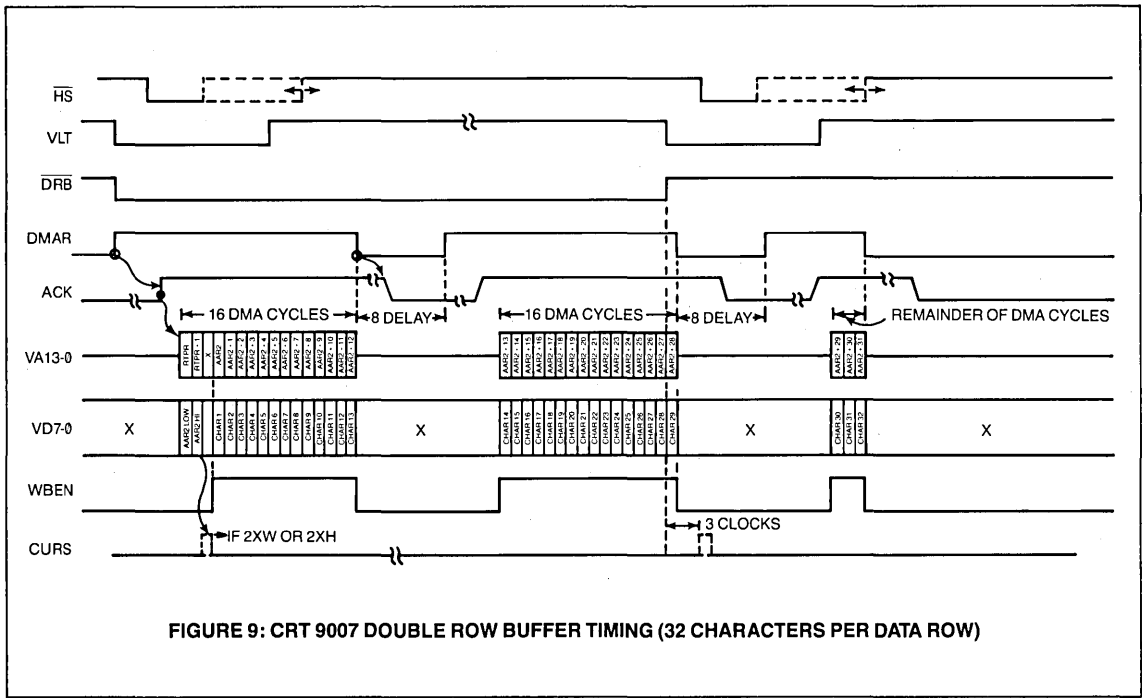 HS
VLT
DRB
DMAR
ACK
16 DMA CYCLES
8 DELAY
16 DMA CYCLES
8 DELAY
REMAINDER OF DMA CYCLES
VA13-0
RTPR
RTPR - 1
X
AAR2
AAR2 - 1
AAR2 - 2
AAR2 - 3
AAR2 - 4
AAR2 - 5
AAR2 - 6
AAR2 - 7
AAR2 - 8
AAR2 - 9
AAR2 - 10
AAR2 - 11
AAR2 - 12
AAR2 - 13
AAR2 - 14
AAR2 - 15
AAR2 - 16
AAR2 - 17
AAR2 - 18
AAR2 - 19
AAR2 - 20
AAR2 - 21
AAR2 - 22
AAR2 - 23
AAR2 - 24
AAR2 - 25
AAR2 - 26
AAR2 - 27
AAR2 - 28
AAR2 - 29
AAR2 - 30
AAR2 - 31
VD7-0
X
AAR2 LOW
AAR2 HI
CHAR 1
CHAR 2
CHAR 3
CHAR 4
CHAR 5
CHAR 6
CHAR 7
CHAR 8
CHAR 9
CHAR 10
CHAR 11
CHAR 12
CHAR 13
X
CHAR 14
CHAR 15
CHAR 16
CHAR 17
CHAR 18
CHAR 19
CHAR 20
CHAR 21
CHAR 22
CHAR 23
CHAR 24
CHAR 25
CHAR 26
CHAR 27
CHAR 28
CHAR 29
X
CHAR 30
CHAR 31
CHAR 32
X
WBEN
3 CLOCKS
CURS
IF 2XW OR 2XH
FIGURE 9: CRT 9007 DOUBLE ROW BUFFER TIMING (32 CHARACTERS PER DATA ROW)